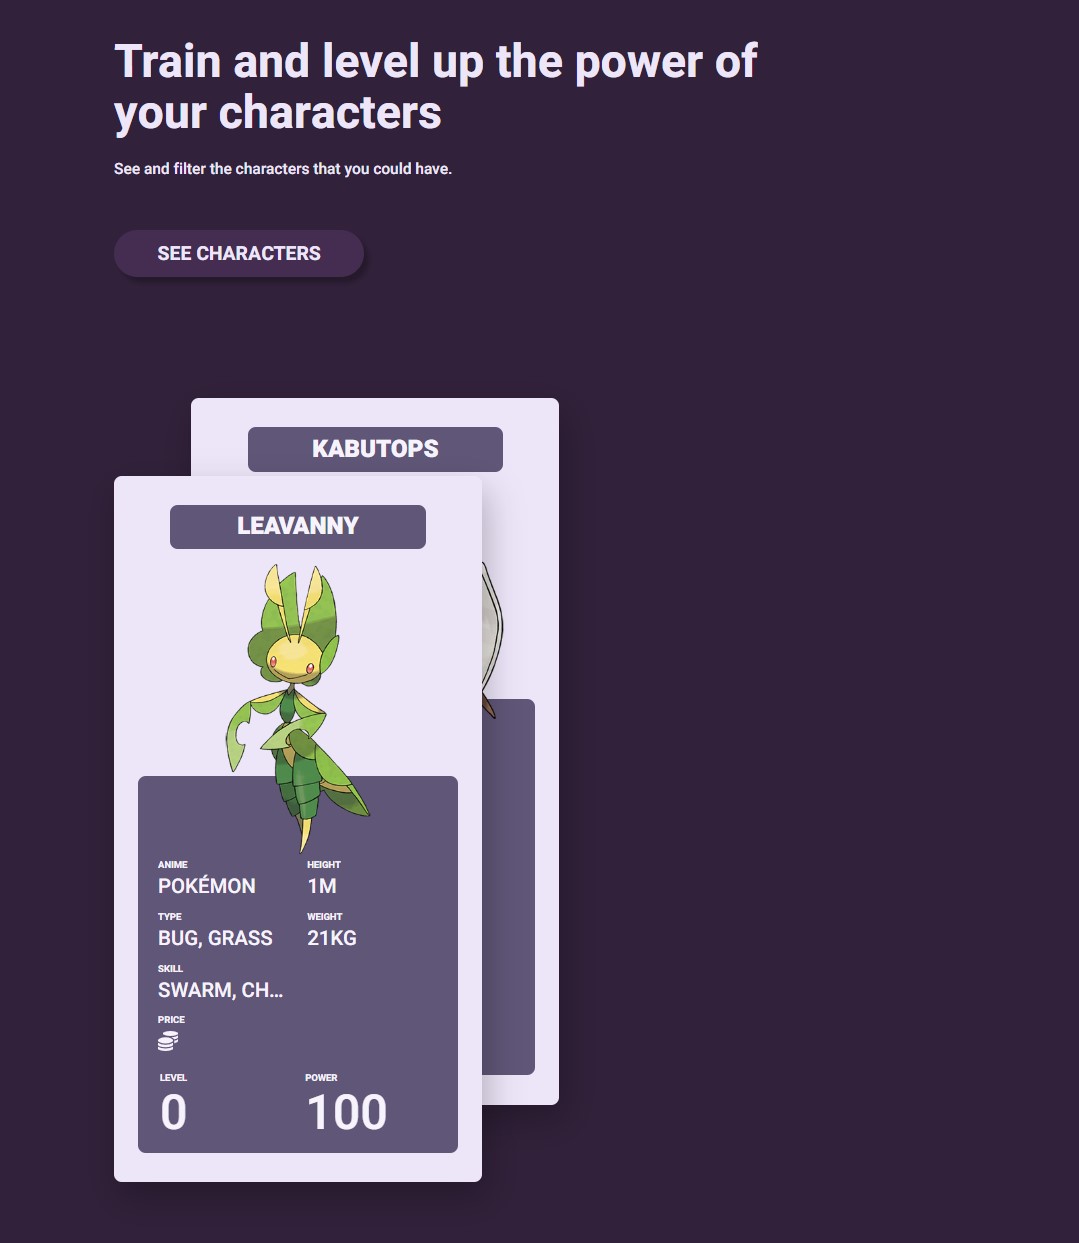 Train and level up the power of
your characters
See and filter the characters that you could have.
SEE CHARACTERS
KABUTOPS
LEAVANNY
ANIME
POKÉMON
HEIGHT
1M
TYPE
BUG, GRASS
WEIGHT
21KG
SKILL
SWARM, CH...
PRICE
LEVEL
0
POWER
100